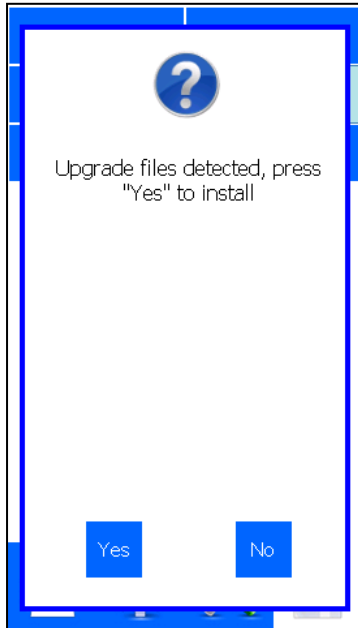 Upgrade files detected, press
"Yes" to install
Yes
No